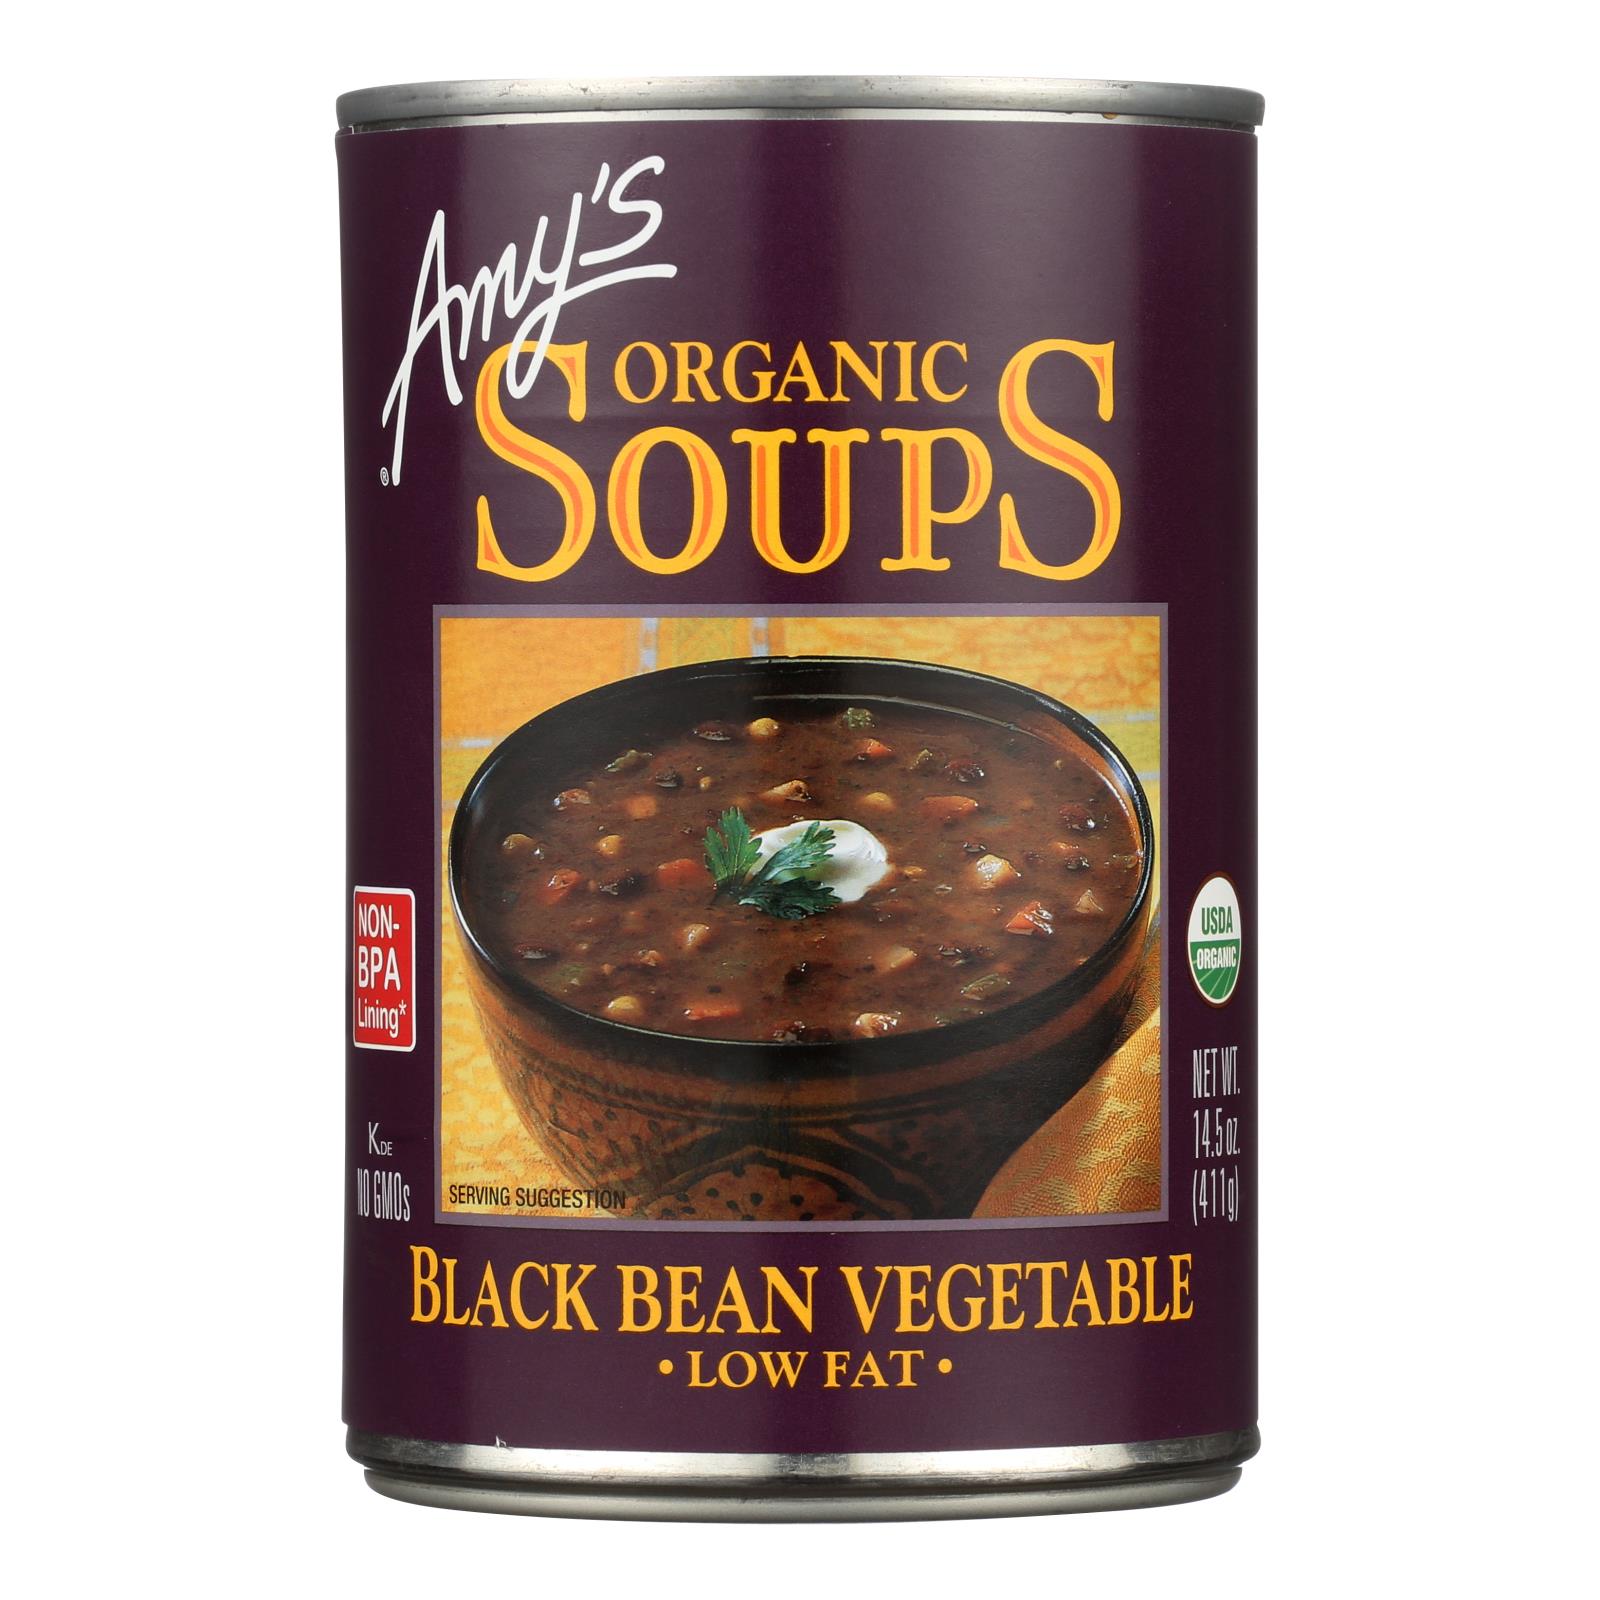 Amy's
®
ORGANIC
SOUPS
NON-
BPA
Lining*
USDA
ORGANIC
NET WT.
14.5 oz.
(411g)
K DE
NO GMOs
SERVING SUGGESTION
BLACK BEAN VEGETABLE
• LOW FAT •